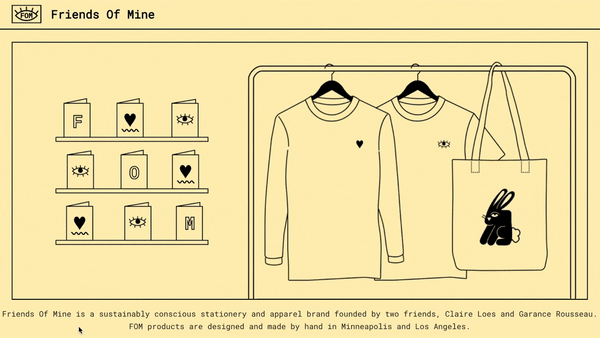 FOM
Friends Of Mine
F
O
M
Friends Of Mine is a sustainably conscious stationery and apparel brand founded by two friends, Claire Loes and Garance Rousseau.
FOM products are designed and made by hand in Minneapolis and Los Angeles.